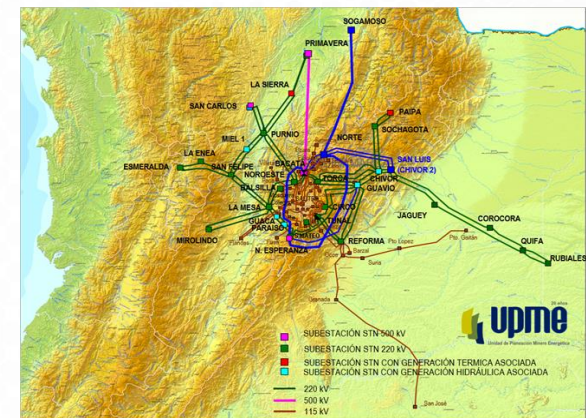 SOGAMOSO
PRIMAVERA
LA SIERRA
SAN CARLOS
PAIPA
PURNIO
SOCHAGOTA
MIEL 1
NORTE
LA ENEA
ESMERALDA
SAN FELIPE
BACATÁ
SAN LUIS
(CHIVOR 2)
NOROESTE
TORCA
CHIVOR
BALSILLA
GUAVIO
LA MESA
CIRCO
JAGUEY
GUACA
TUNAL
COROCORA
PARAISO
MIROLINDO
REFORMA
Pto. Lopez
Pto. Gaitán
QUIFA
N. ESPERANZA
Suria
RUBIALES
Granada
26 años
upme
Unidad de Planeación Minero Energética
SUBESTACIÓN STN 500 kV
SUBESTACIÓN STN 220 kV
SUBESTACIÓN STN CON GENERACIÓN TERMICA ASOCIADA
SUBESTACIÓN STN CON GENERACIÓN HIDRÁULICA ASOCIADA
220 kV
500 kV
115 kV
San José